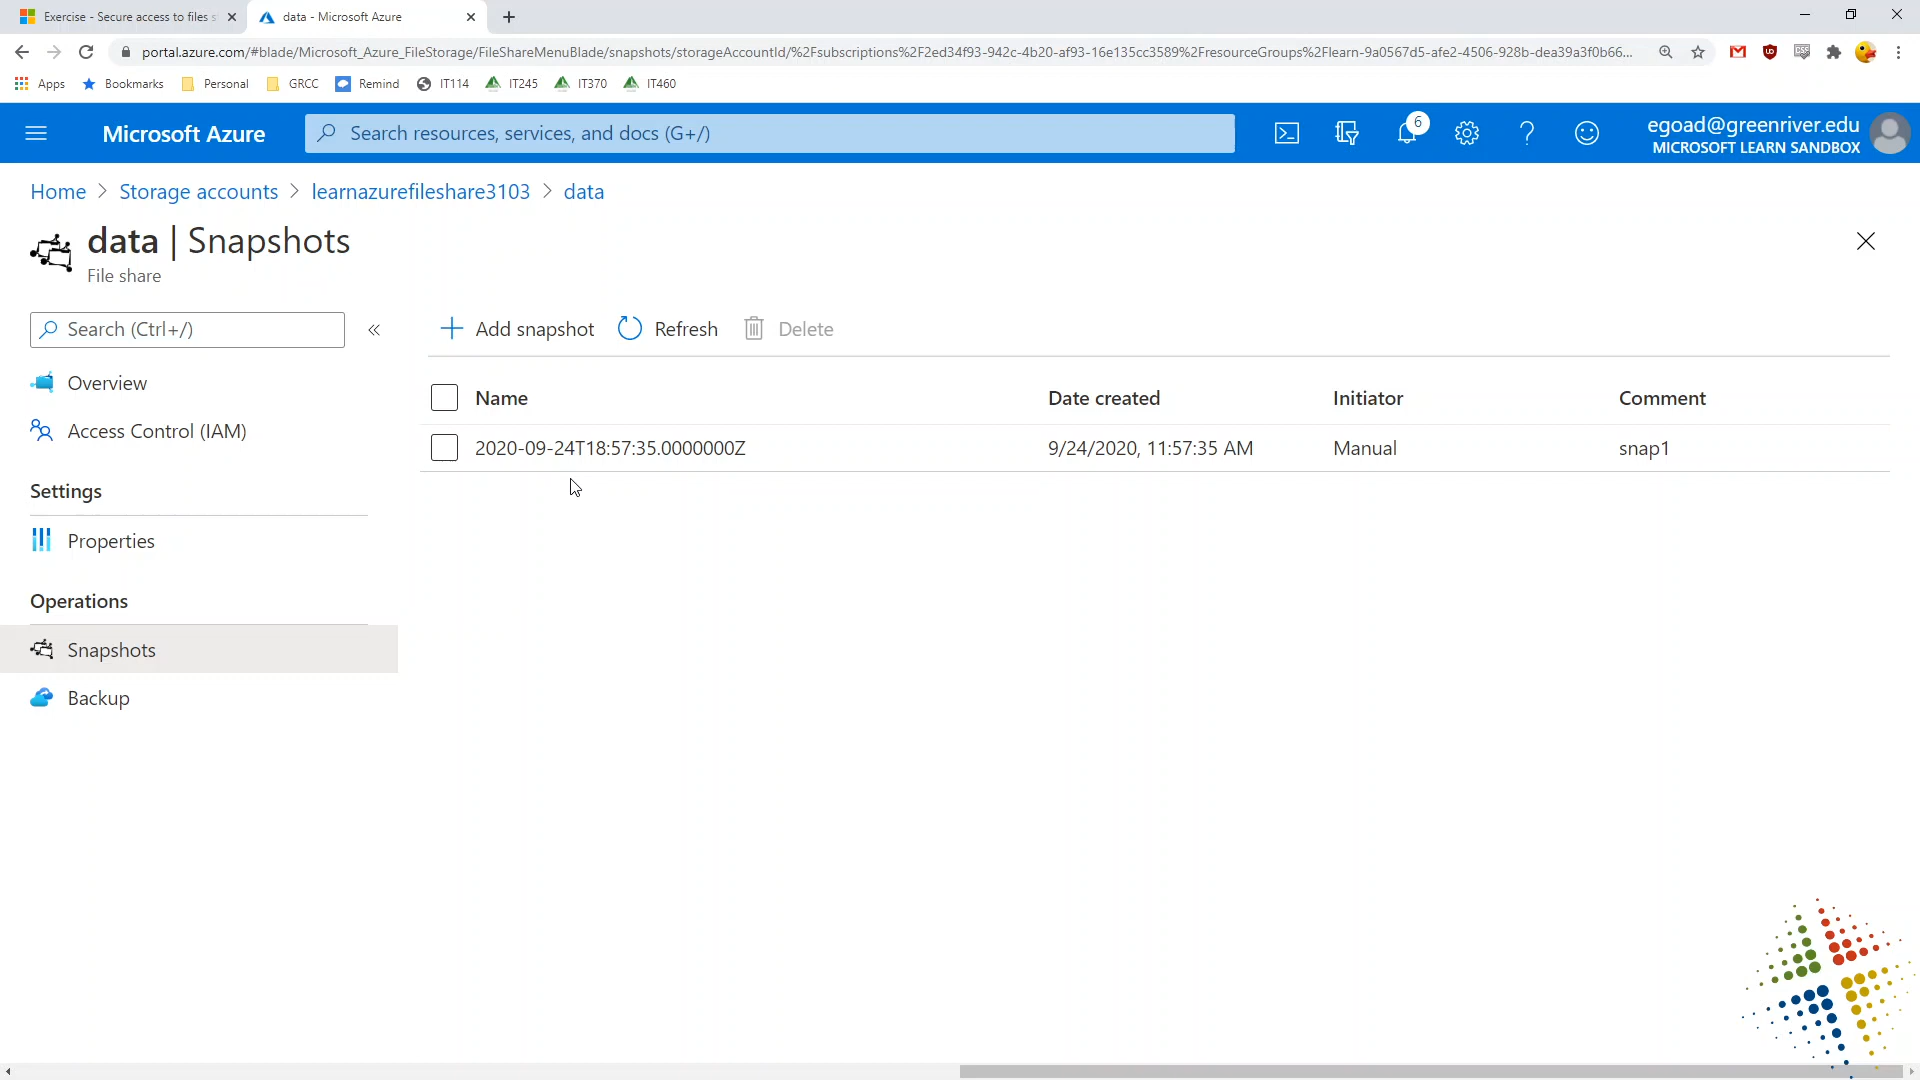 Exercise - Secure access to files s
data - Microsoft Azure
portal.azure.com/#blade/Microsoft_Azure_FileStorage/FileShareMenuBlade/snapshots/storageAccountId/%2Fsubscriptions%2F2ed34f93-942c-4b20-af93-16e135cc3589%2FresourceGroups%2Flearn-9a0567d5-afe2-4506-928b-dea39a3f0b66...
Apps Bookmarks Personal GRCC Remind IT114 IT245 IT370 IT460
Microsoft Azure
Search resources, services, and docs (G+/)
6
egoad@greenriver.edu
MICROSOFT LEARN SANDBOX
Home > Storage accounts > learnazurefileshare3103 > data
data | Snapshots
File share
Search (Ctrl+/)
«
Add snapshot Refresh Delete
Overview
Access Control (IAM)
Settings
Properties
Operations
Snapshots
Backup
Name Date created Initiator Comment
2020-09-24T18:57:35.0000000Z 9/24/2020, 11:57:35 AM Manual snap1